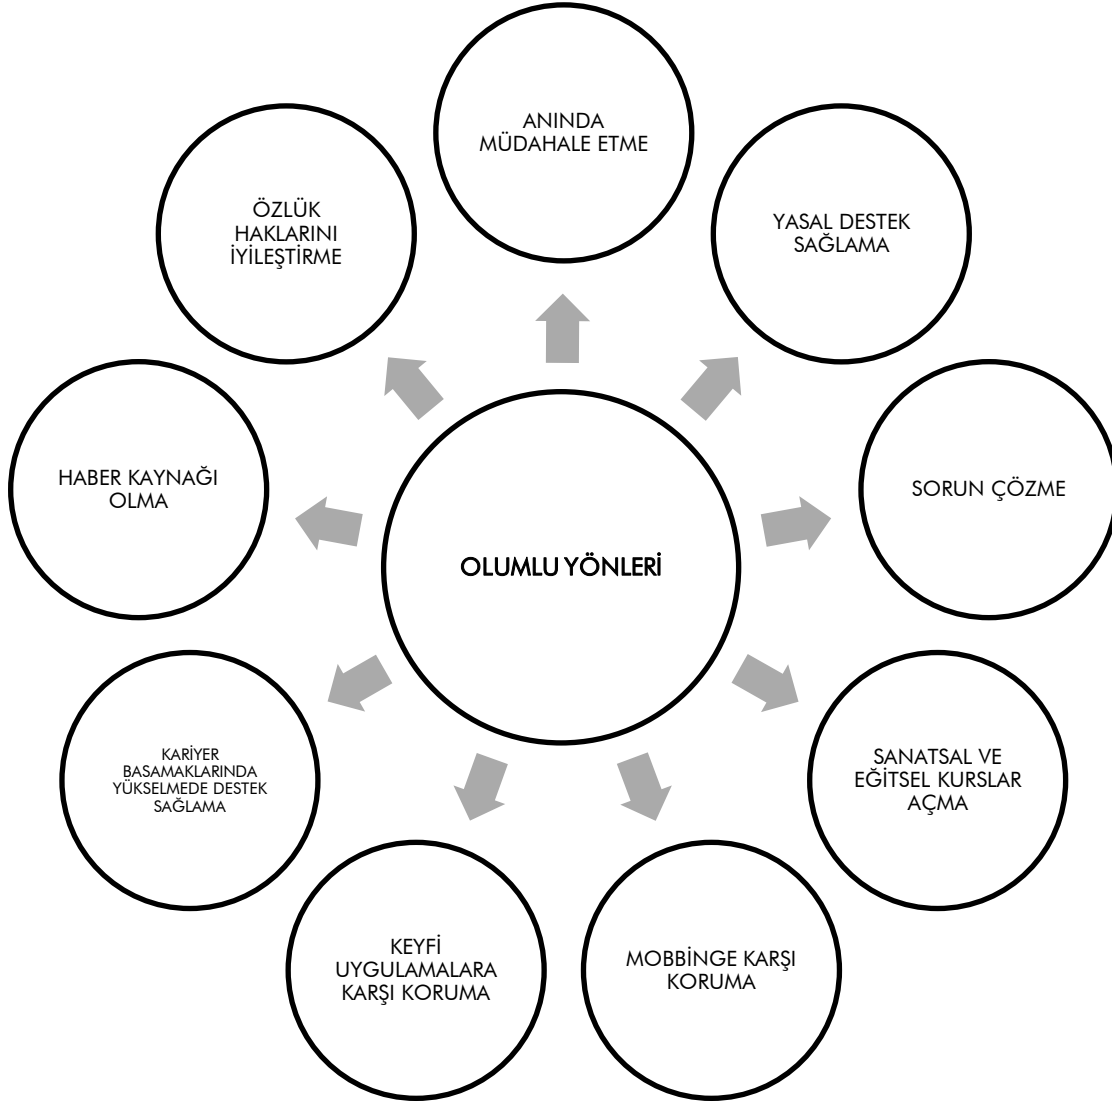 ANINDA
MÜDAHALE ETME
YASAL DESTEK
SAĞLAMA
SORUN ÇÖZME
SANATSAL VE
EĞİTSEL KURSLAR
AÇMA
MOBBİNGE KARŞI
KORUMA
KEYFİ
UYGULAMALARA
KARŞI KORUMA
KARİYER
BASAMAKLARINDA
YÜKSELMEDE DESTEK
SAĞLAMA
HABER KAYNAĞI
OLMA
ÖZLÜK
HAKLARINI
İYİLEŞTİRME
OLUMLU YÖNLERİ